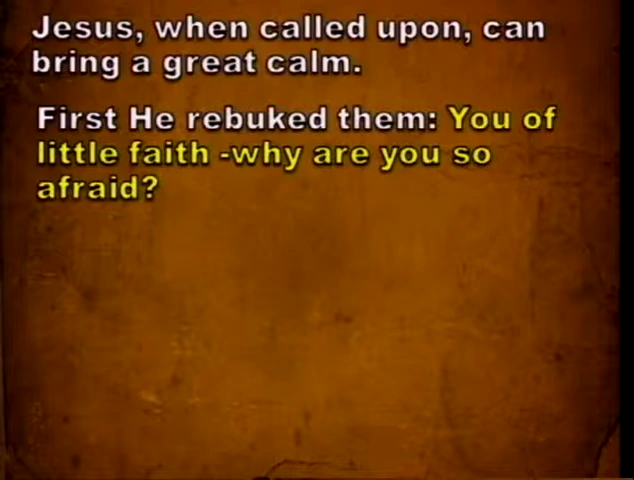 Jesus, when called upon, can
bring a great calm.
First He rebuked them: You of
little faith -why are you so
afraid?